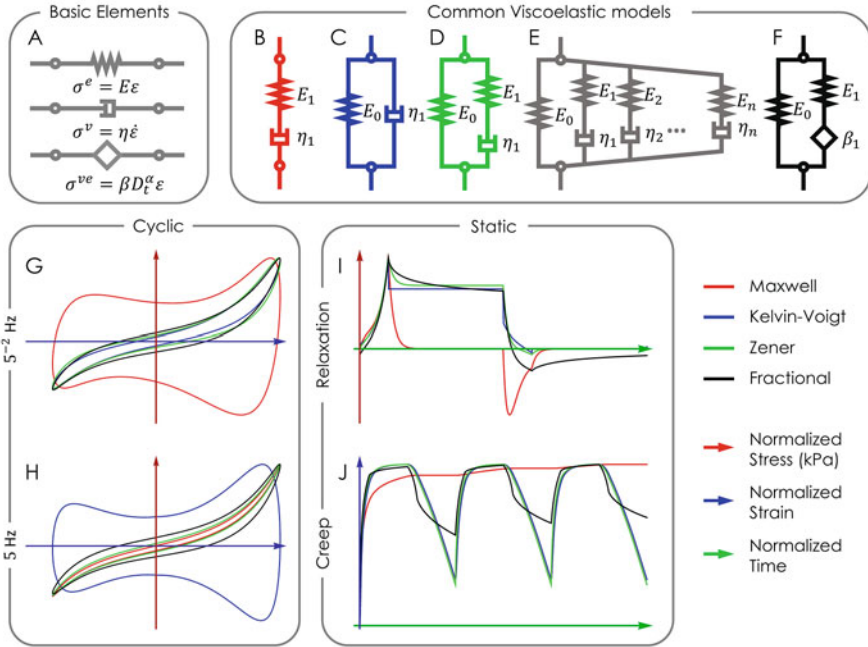 Basic Elements
A
σ^e = Eε
σ^v = ηε̇
σ^ve = βD_t^α ε
Common Viscoelastic models
B
E₁
η₁
C
E₀
η₁
D
E₀
E₁
η₁
E
E₀
E₁
η₁
E₂
η₂
•••
Eₙ
ηₙ
F
E₀
E₁
β₁
Cyclic
G
5⁻² Hz
H
5 Hz
Static
I
Relaxation
J
Creep
Maxwell
Kelvin-Voigt
Zener
Fractional
Normalized
Stress (kPa)
Normalized
Strain
Normalized
Time